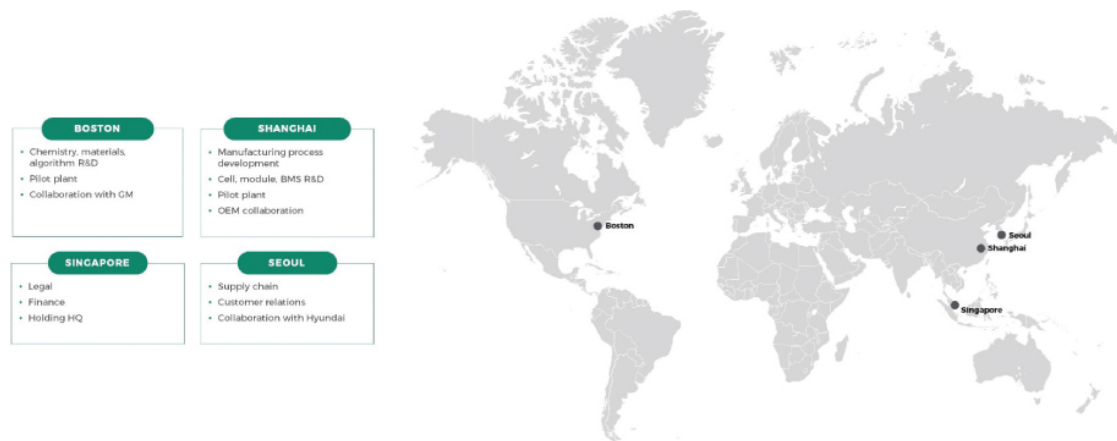 BOSTON
• Chemistry, materials,
algorithm R&D
• Pilot plant
• Collaboration with GM
SHANGHAI
• Manufacturing process
development
• Cell, module, BMS R&D
• Pilot plant
• OEM collaboration
SINGAPORE
• Legal
• Finance
• Holding HQ
SEOUL
• Supply chain
• Customer relations
• Collaboration with Hyundai
Boston
Seoul
Shanghai
Singapore